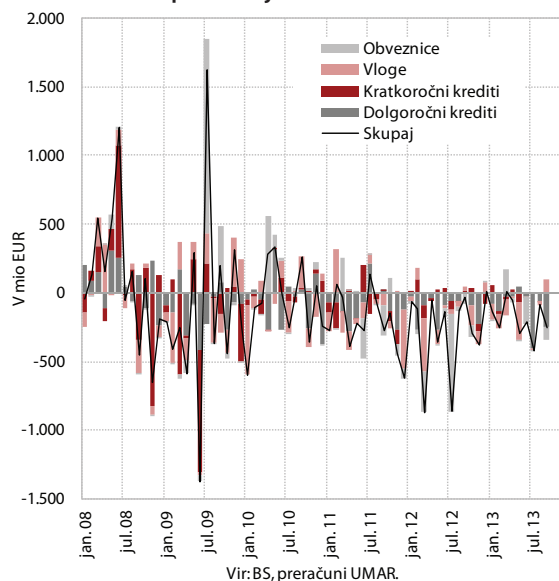 2.000
1.500
1.000
500
0
-500
-1.000
-1.500
V mio EUR
Obveznice
Vloge
Kratkoročni krediti
Dolgoročni krediti
Skupaj
jan. 08
jul. 08
jan. 09
jul. 09
jan. 10
jul. 10
jan. 11
jul. 11
jan. 12
jul. 12
jan. 13
jul. 13
Vir: BS, preračuni UMAR.